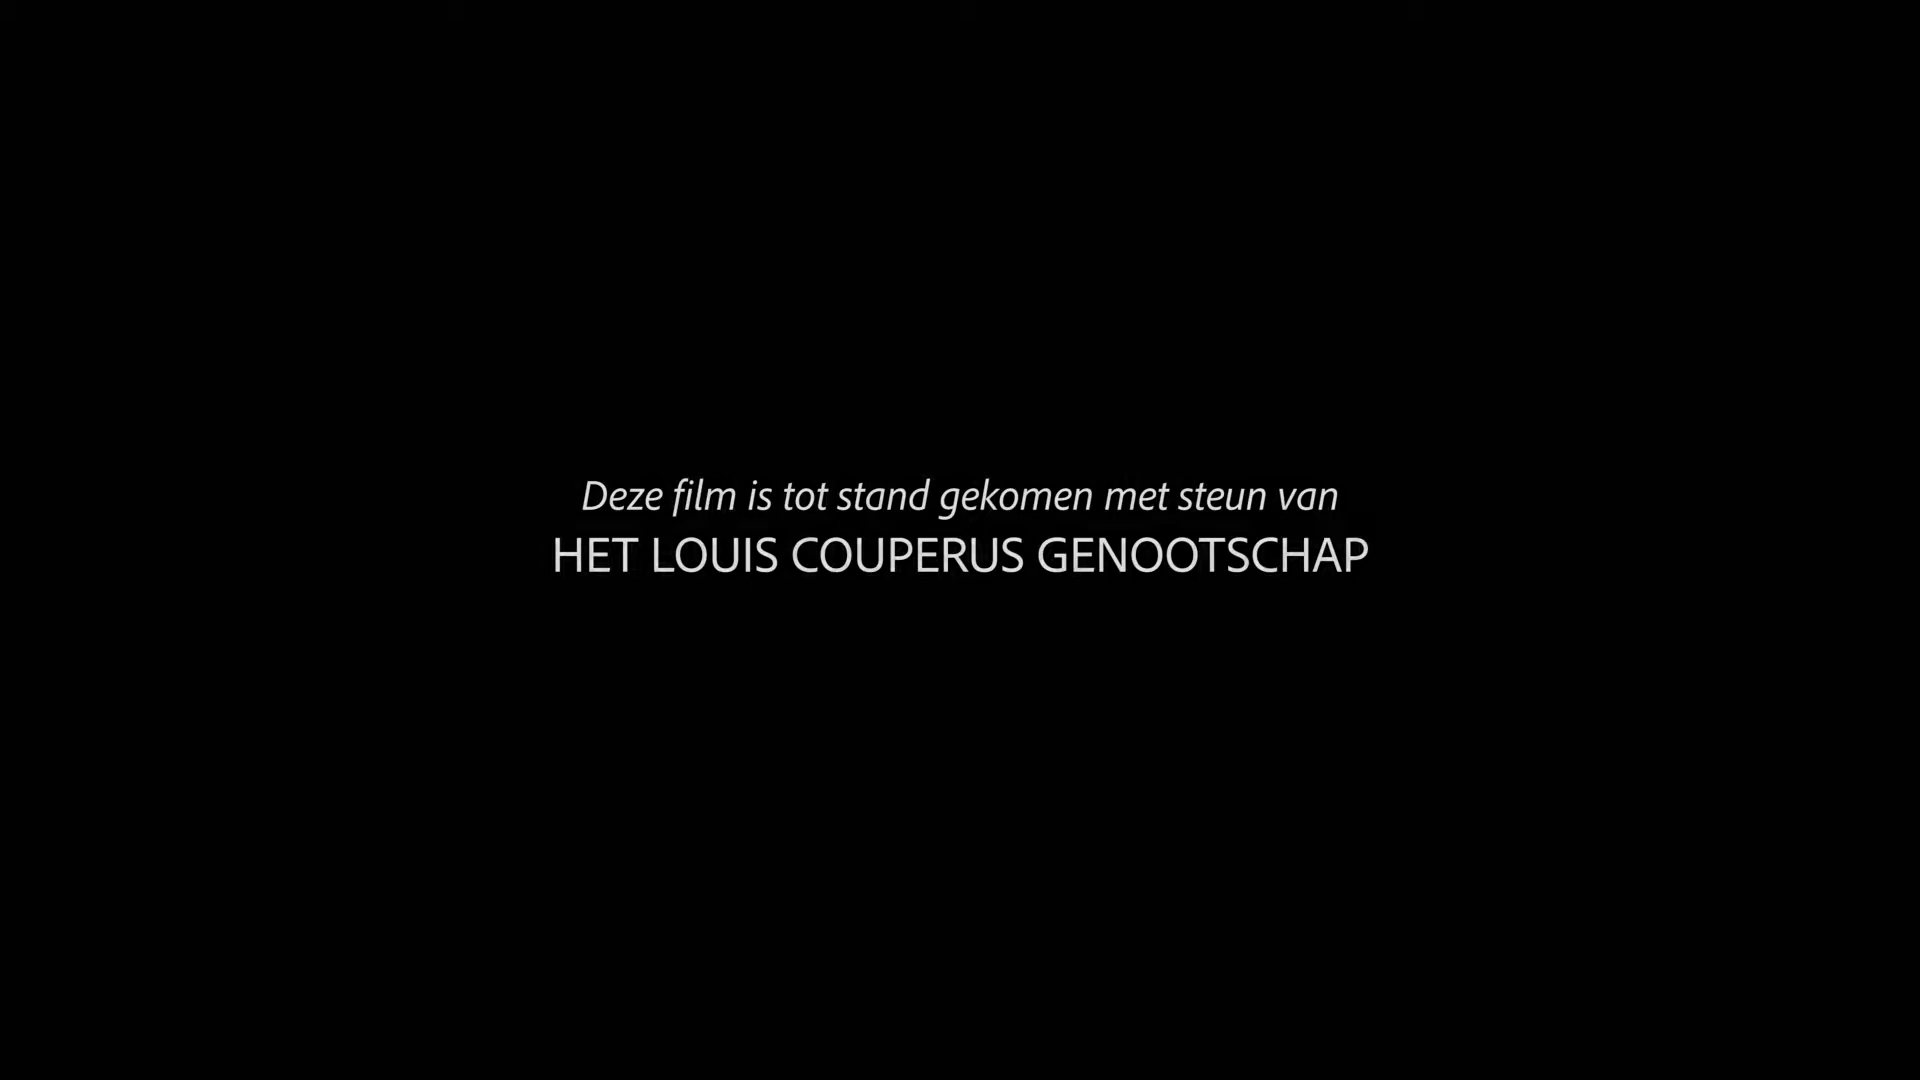 Deze film is tot stand gekomen met steun van
HET LOUIS COUPERUS GENOOTSCHAP